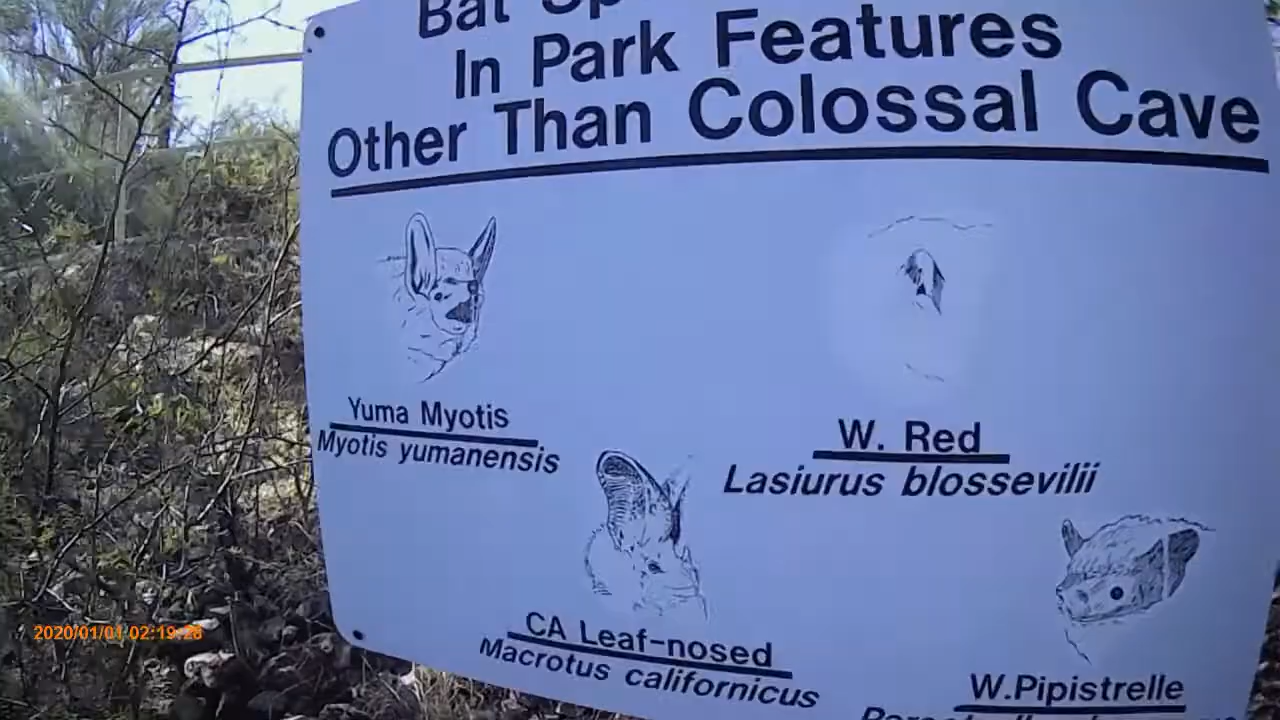 Bat
In Park Features
Other Than Colossal Cave
Yuma Myotis
Myotis yumanensis
W. Red
Lasiurus blossevilii
CA Leaf-nosed
Macrotus californicus
W.Pipistrelle
2020/01/01 02:19:28